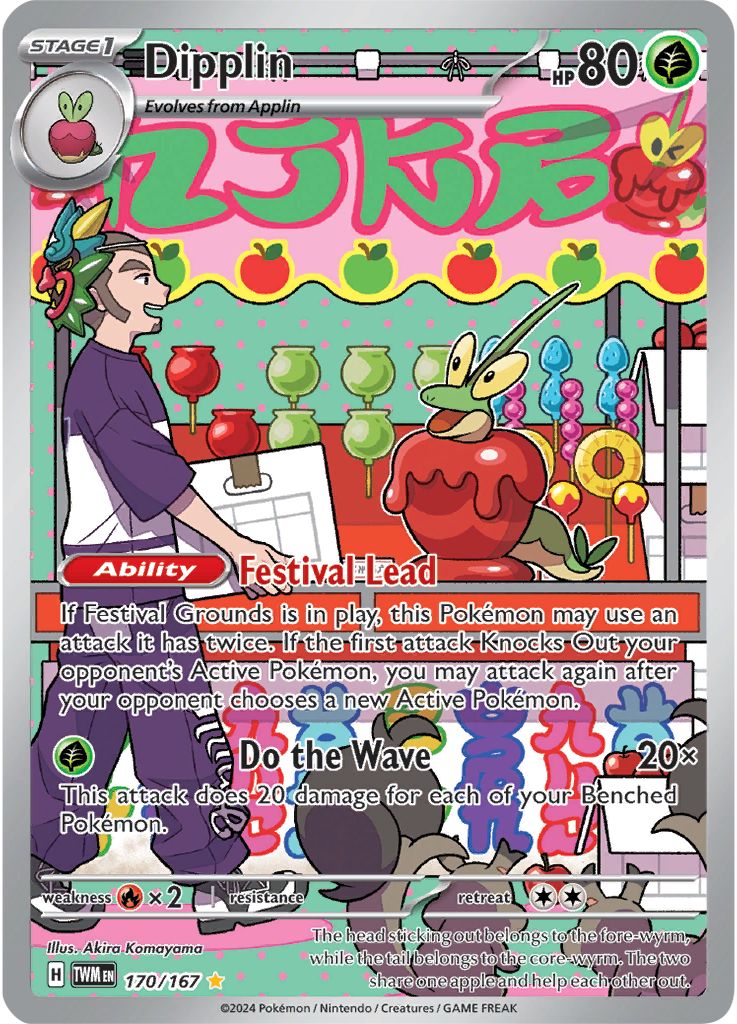 STAGE1
Dipplin
HP80
Evolves from Applin
Ability
Festival Lead
If Festival Grounds is in play, this Pokémon may use an
attack it has twice. If the first attack Knocks Out your
opponent's Active Pokémon, you may attack again after
your opponent chooses a new Active Pokémon.
Do the Wave
20×
This attack does 20 damage for each of your Benched
Pokémon.
weakness ×2
resistance
retreat
Illus. Akira Komayama
The head sticking out belongs to the fore-wyrm,
while the tail belongs to the core-wyrm. The two
share one apple and help each other out.
H TWM EN 170/167
©2024 Pokémon / Nintendo / Creatures / GAME FREAK